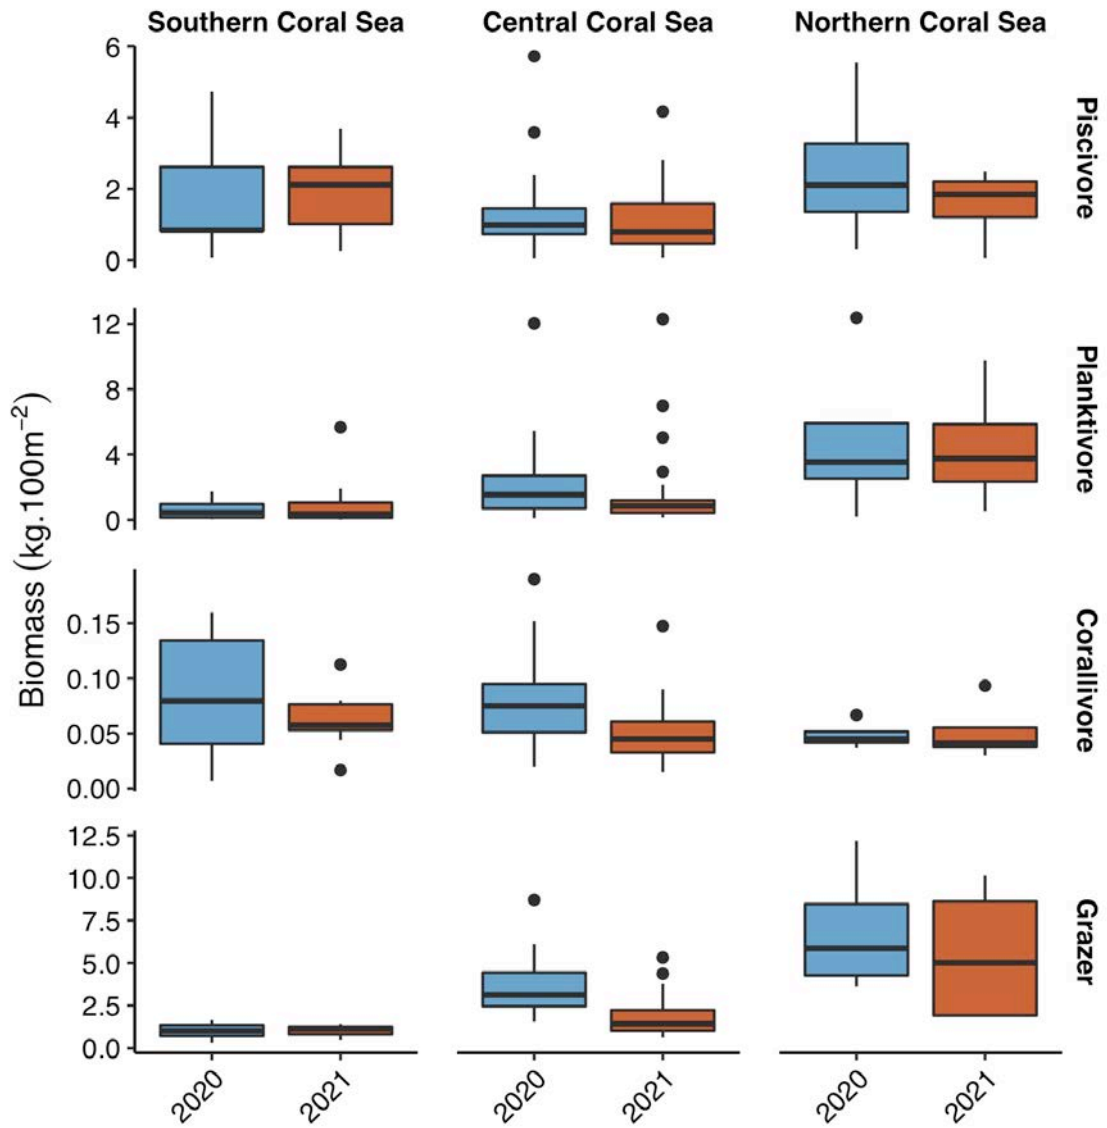 Southern Coral Sea Central Coral Sea Northern Coral Sea
Biomass (kg.100m⁻²)
6
4
2
0
Piscivore
12
8
4
0
Planktivore
0.15
0.10
0.05
0.00
Corallivore
12.5
10.0
7.5
5.0
2.5
0.0
Grazer
2020 2021 2020 2021 2020 2021